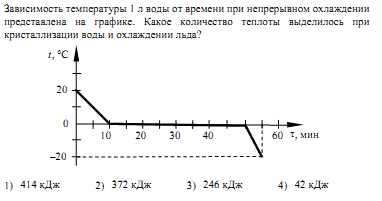 Зависимость температуры 1 л воды от времени при непрерывном охлаждении
представлена на графике. Какое количество теплоты выделилось при
кристаллизации воды и охлаждении льда?
t, °C
20
0
10 20 30 40 60 τ, мин
–20
1) 414 кДж 2) 372 кДж 3) 246 кДж 4) 42 кДж